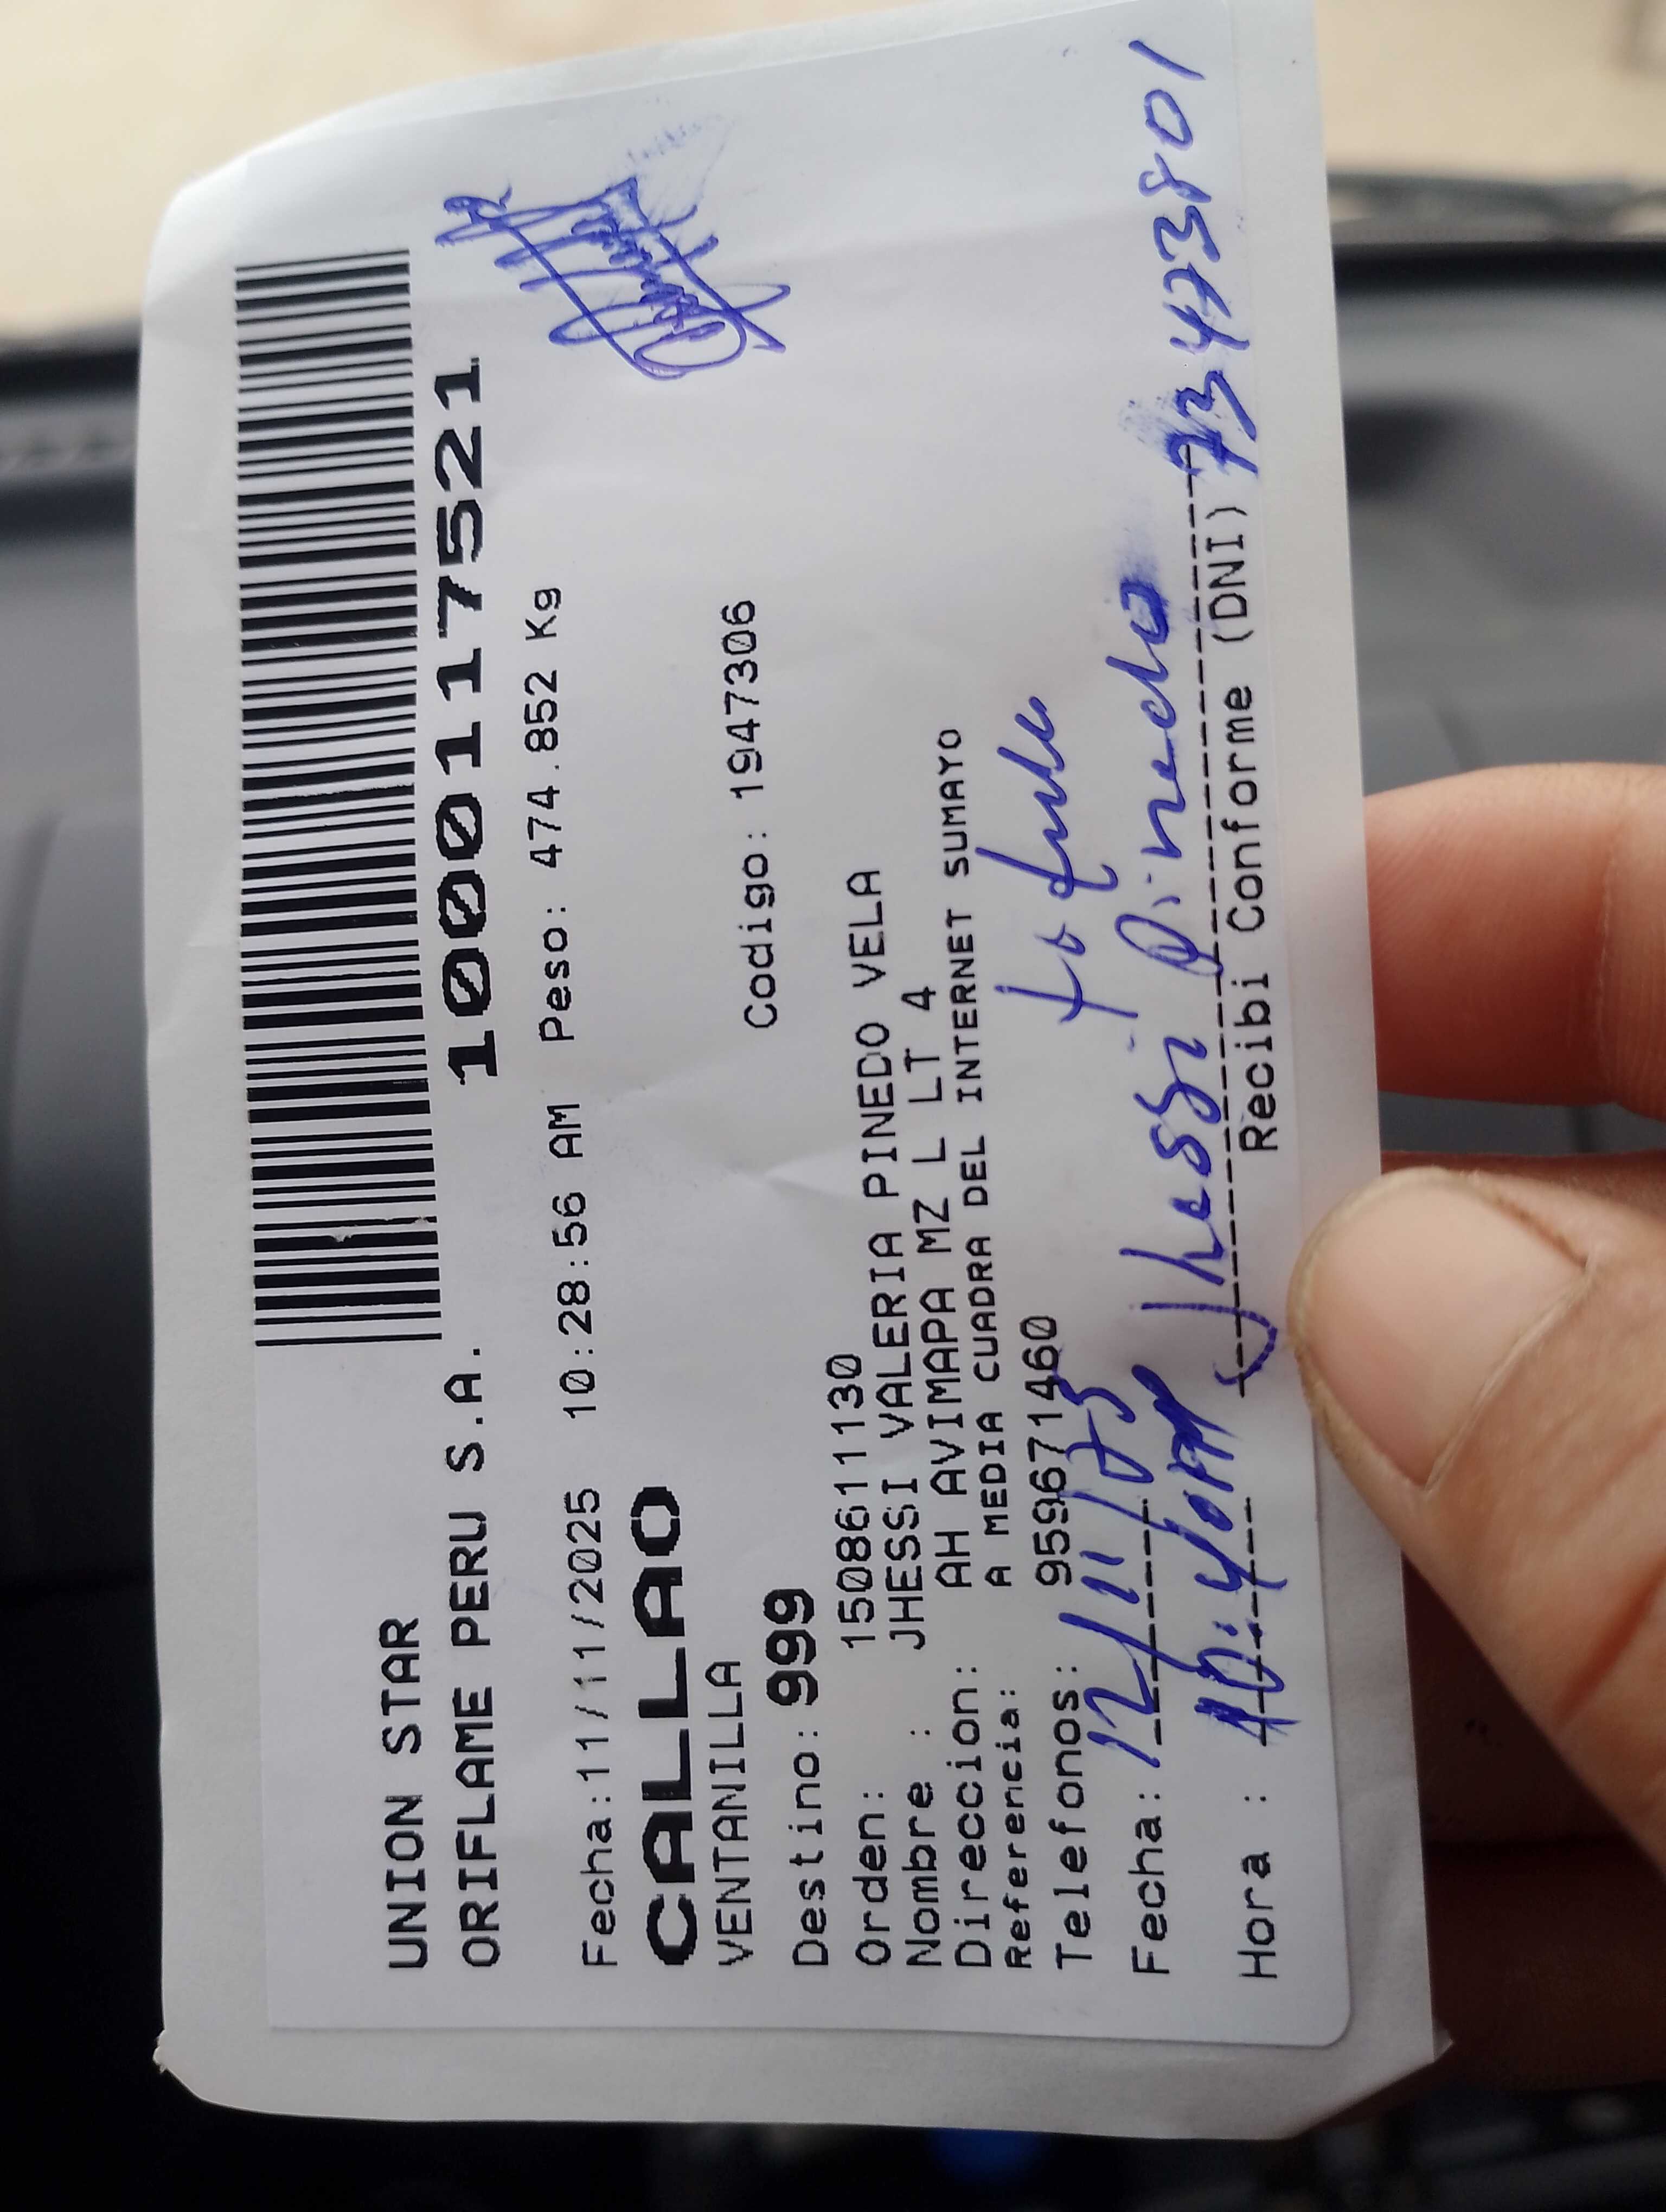 UNION STAR
ORIFLAME PERU S.A. 1000117521
Fecha:11/11/2025 10:28:56 AM Peso: 474.852 Kg
CALLAO
VENTANILLA
Destino: 999 Codigo: 1947306
Orden: 1508611130
Nombre : JHESSI VALERIA PINEDO VELA
Direccion: AH AVIMAPA MZ L LT 4
Referencia: A MEDIA CUADRA DEL INTERNET SUMAYO
Telefonos: 959671460
Fecha: 12/11/25
Hora : 10:40 Jhessi Pinedo 73473801
Recibi Conforme (DNI)